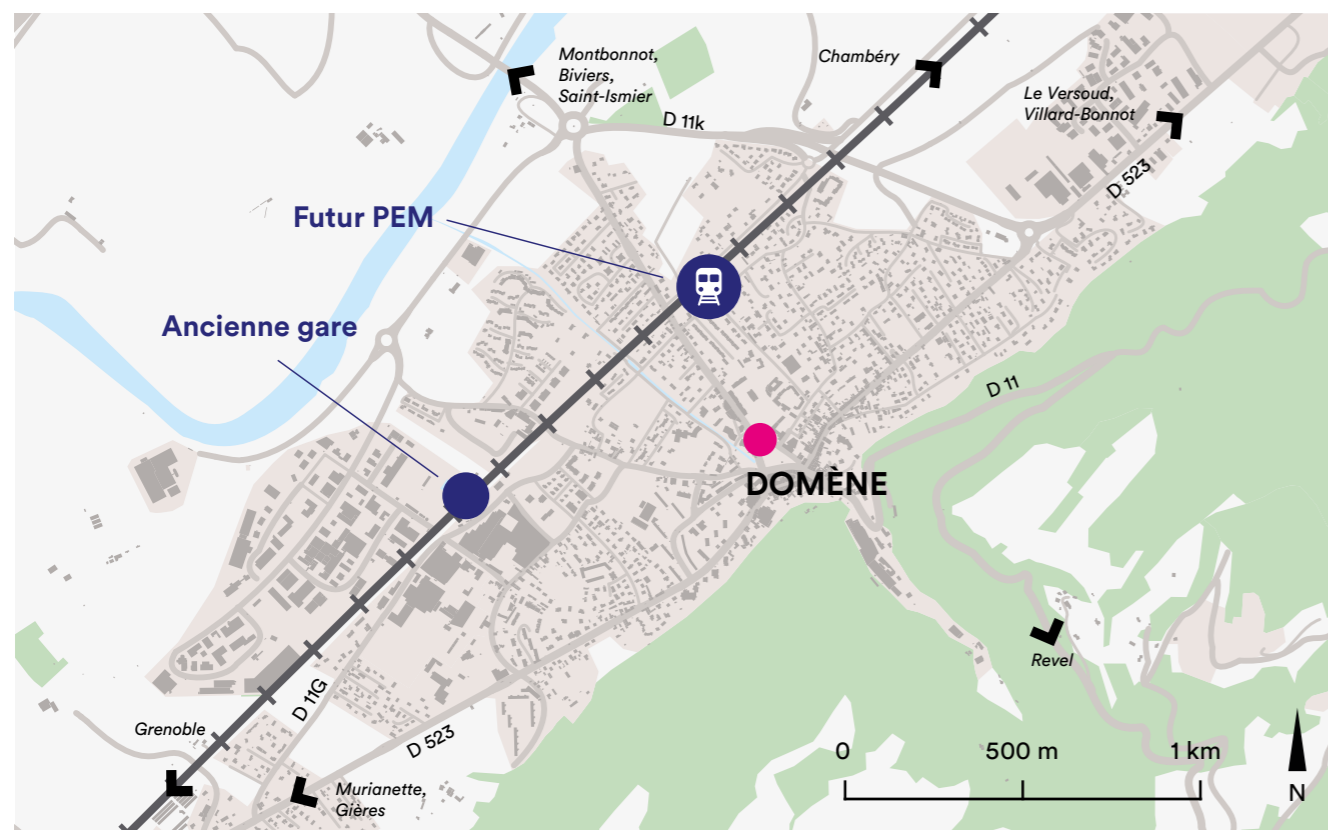 Montbonnot,
Biviers,
Saint-Ismier
Chambéry
Le Versoud,
Villard-Bonnot
D 11k
D 523
Futur PEM
Ancienne gare
D 11
DOMÈNE
Revel
D 11G
Grenoble
D 523
Murianette,
Gières
0 500 m 1 km
N